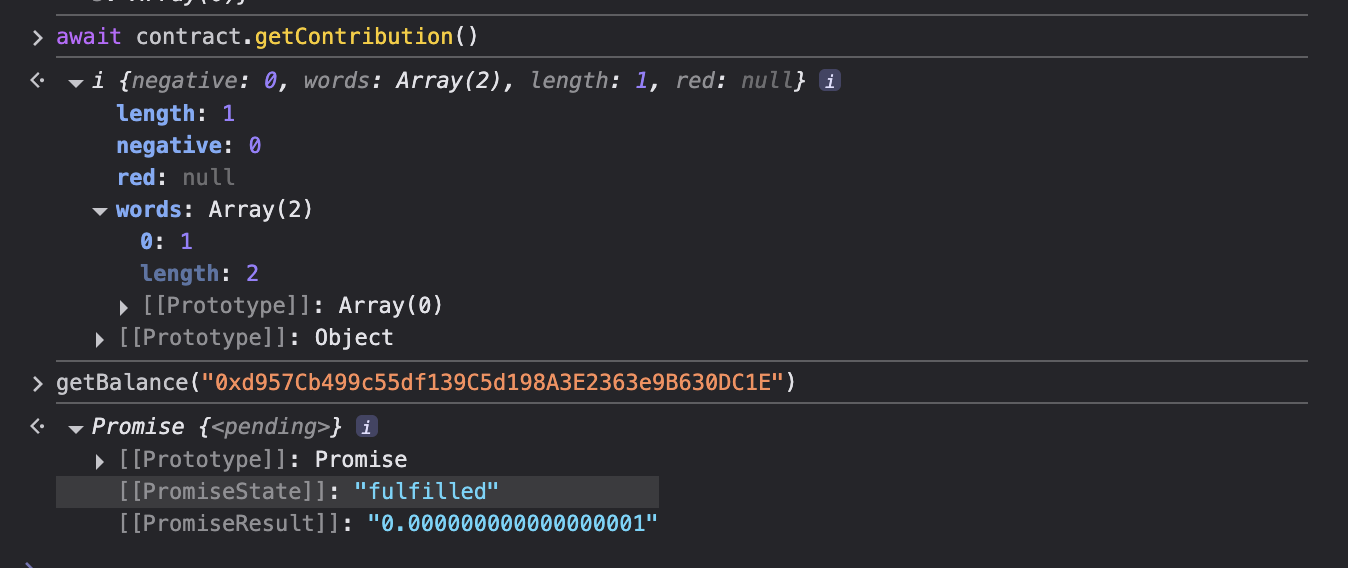 await contract.getContribution()
i {negative: 0, words: Array(2), length: 1, red: null} i
length: 1
negative: 0
red: null
words: Array(2)
0: 1
length: 2
[[Prototype]]: Array(0)
[[Prototype]]: Object
getBalance("0xd957Cb499c55df139C5d198A3E2363e9B630DC1E")
Promise {<pending>} i
[[Prototype]]: Promise
[[PromiseState]]: "fulfilled"
[[PromiseResult]]: "0.000000000000000001"